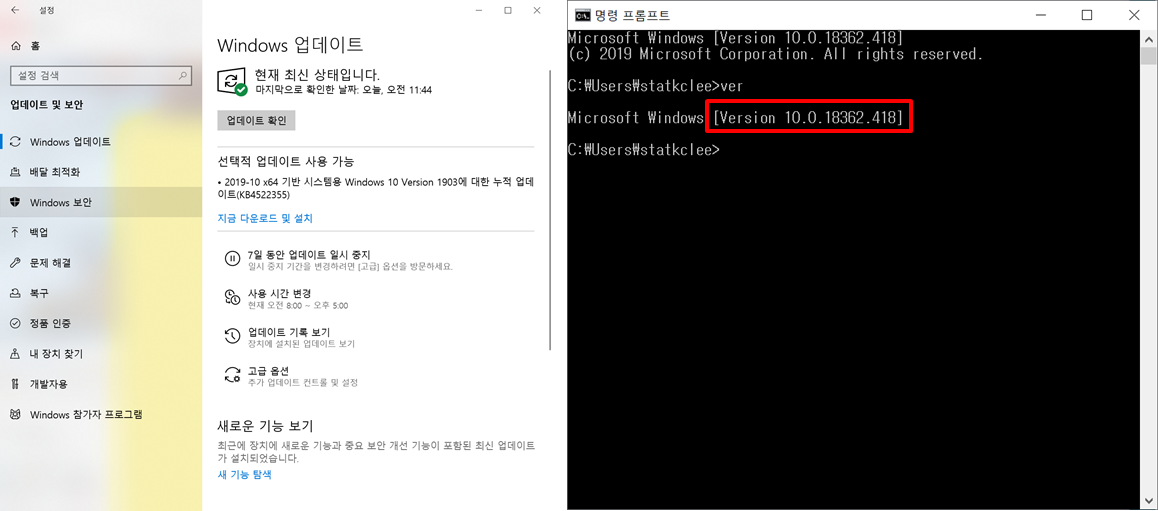 설정
홈
설정 검색
업데이트 및 보안
Windows 업데이트
배달 최적화
Windows 보안
백업
문제 해결
복구
정품 인증
내 장치 찾기
개발자용
Windows 참가자 프로그램
Windows 업데이트
현재 최신 상태입니다.
마지막으로 확인한 날짜: 오늘, 오전 11:44
업데이트 확인
선택적 업데이트 사용 가능
• 2019-10 x64 기반 시스템용 Windows 10 Version 1903에 대한 누적 업데
이트(KB4522355)
지금 다운로드 및 설치
7일 동안 업데이트 일시 중지
일시 중지 기간을 변경하려면 [고급] 옵션을 방문하세요.
사용 시간 변경
현재 오전 8:00 ~ 오후 5:00
업데이트 기록 보기
장치에 설치된 업데이트 보기
고급 옵션
추가 업데이트 컨트롤 및 설정
새로운 기능 보기
최근에 장치에 새로운 기능과 중요 보안 개선 기능이 포함된 최신 업데이트
가 설치되었습니다.
새 기능 탐색
명령 프롬프트
Microsoft Windows [Version 10.0.18362.418]
(c) 2019 Microsoft Corporation. All rights reserved.
C:₩Users₩statkclee>ver
Microsoft Windows [Version 10.0.18362.418]
C:₩Users₩statkclee>